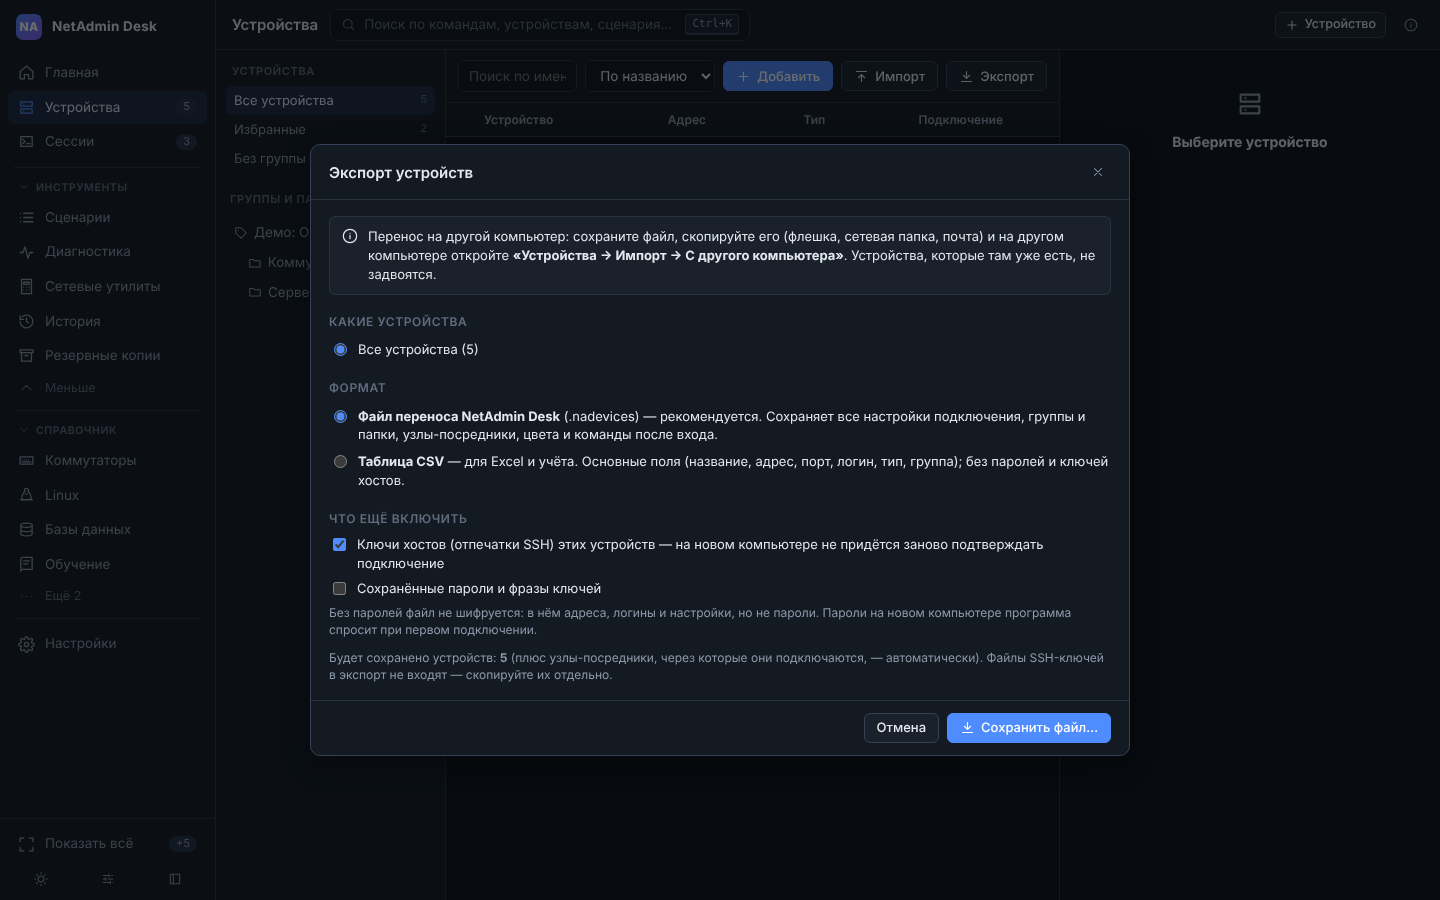 NA NetAdmin Desk
Главная
Устройства 5
Сессии 3
ИНСТРУМЕНТЫ
Сценарии
Диагностика
Сетевые утилиты
История
Резервные копии
Меньше
СПРАВОЧНИК
Коммутаторы
Linux
Базы данных
Обучение
Ещё 2
Настройки
Показать всё +5
Устройства
Поиск по командам, устройствам, сценария... Ctrl+K
Устройство
УСТРОЙСТВА
Все устройства 5
Избранные 2
Без группы
ГРУППЫ И ПА
Демо: О
Комму
Серве
Поиск по имен
По названию
Добавить
Импорт
Экспорт
Устройство Адрес Тип Подключение
Выберите устройство
Экспорт устройств
Перенос на другой компьютер: сохраните файл, скопируйте его (флешка, сетевая папка, почта) и на другом
компьютере откройте «Устройства → Импорт → С другого компьютера». Устройства, которые там уже есть, не
задвоятся.
КАКИЕ УСТРОЙСТВА
Все устройства (5)
ФОРМАТ
Файл переноса NetAdmin Desk (.nadevices) — рекомендуется. Сохраняет все настройки подключения, группы и
папки, узлы-посредники, цвета и команды после входа.
Таблица CSV — для Excel и учёта. Основные поля (название, адрес, порт, логин, тип, группа); без паролей и ключей
хостов.
ЧТО ЕЩЁ ВКЛЮЧИТЬ
Ключи хостов (отпечатки SSH) этих устройств — на новом компьютере не придётся заново подтверждать
подключение
Сохранённые пароли и фразы ключей
Без паролей файл не шифруется: в нём адреса, логины и настройки, но не пароли. Пароли на новом компьютере программа
спросит при первом подключении.
Будет сохранено устройств: 5 (плюс узлы-посредники, через которые они подключаются, — автоматически). Файлы SSH-ключей
в экспорт не входят — скопируйте их отдельно.
Отмена
Сохранить файл...